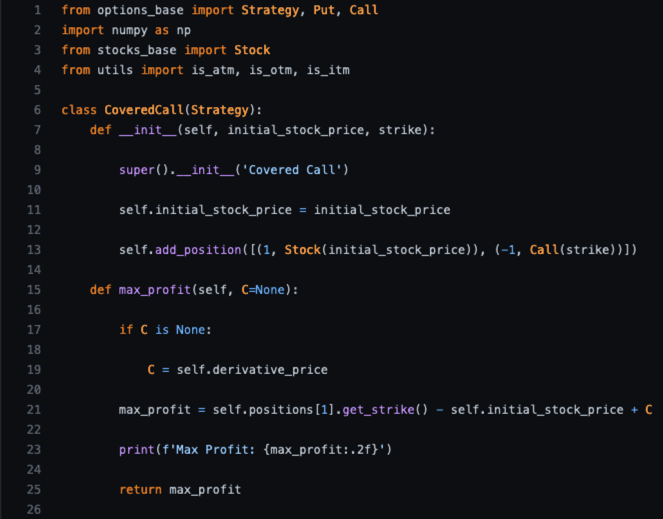 1 from options_base import Strategy, Put, Call
2 import numpy as np
3 from stocks_base import Stock
4 from utils import is_atm, is_otm, is_itm
5
6 class CoveredCall(Strategy):
7     def __init__(self, initial_stock_price, strike):
8
9         super().__init__('Covered Call')
10
11         self.initial_stock_price = initial_stock_price
12
13         self.add_position([(1, Stock(initial_stock_price)), (-1, Call(strike))])
14
15     def max_profit(self, C=None):
16
17         if C is None:
18
19             C = self.derivative_price
20
21         max_profit = self.positions[1].get_strike() - self.initial_stock_price + C
22
23         print(f'Max Profit: {max_profit:.2f}')
24
25         return max_profit
26